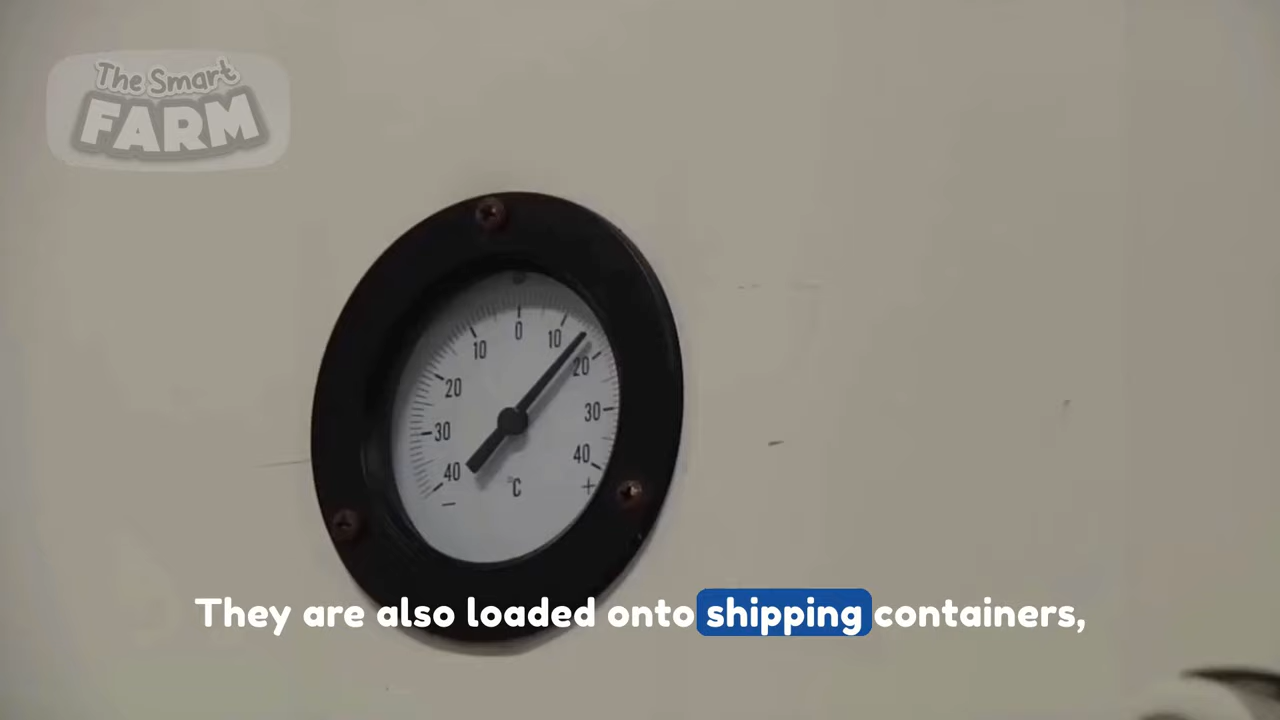 The Smart
FARM
0
10
10
20
20
30
30
40
40
°C
+
−
They are also loaded onto shipping containers,